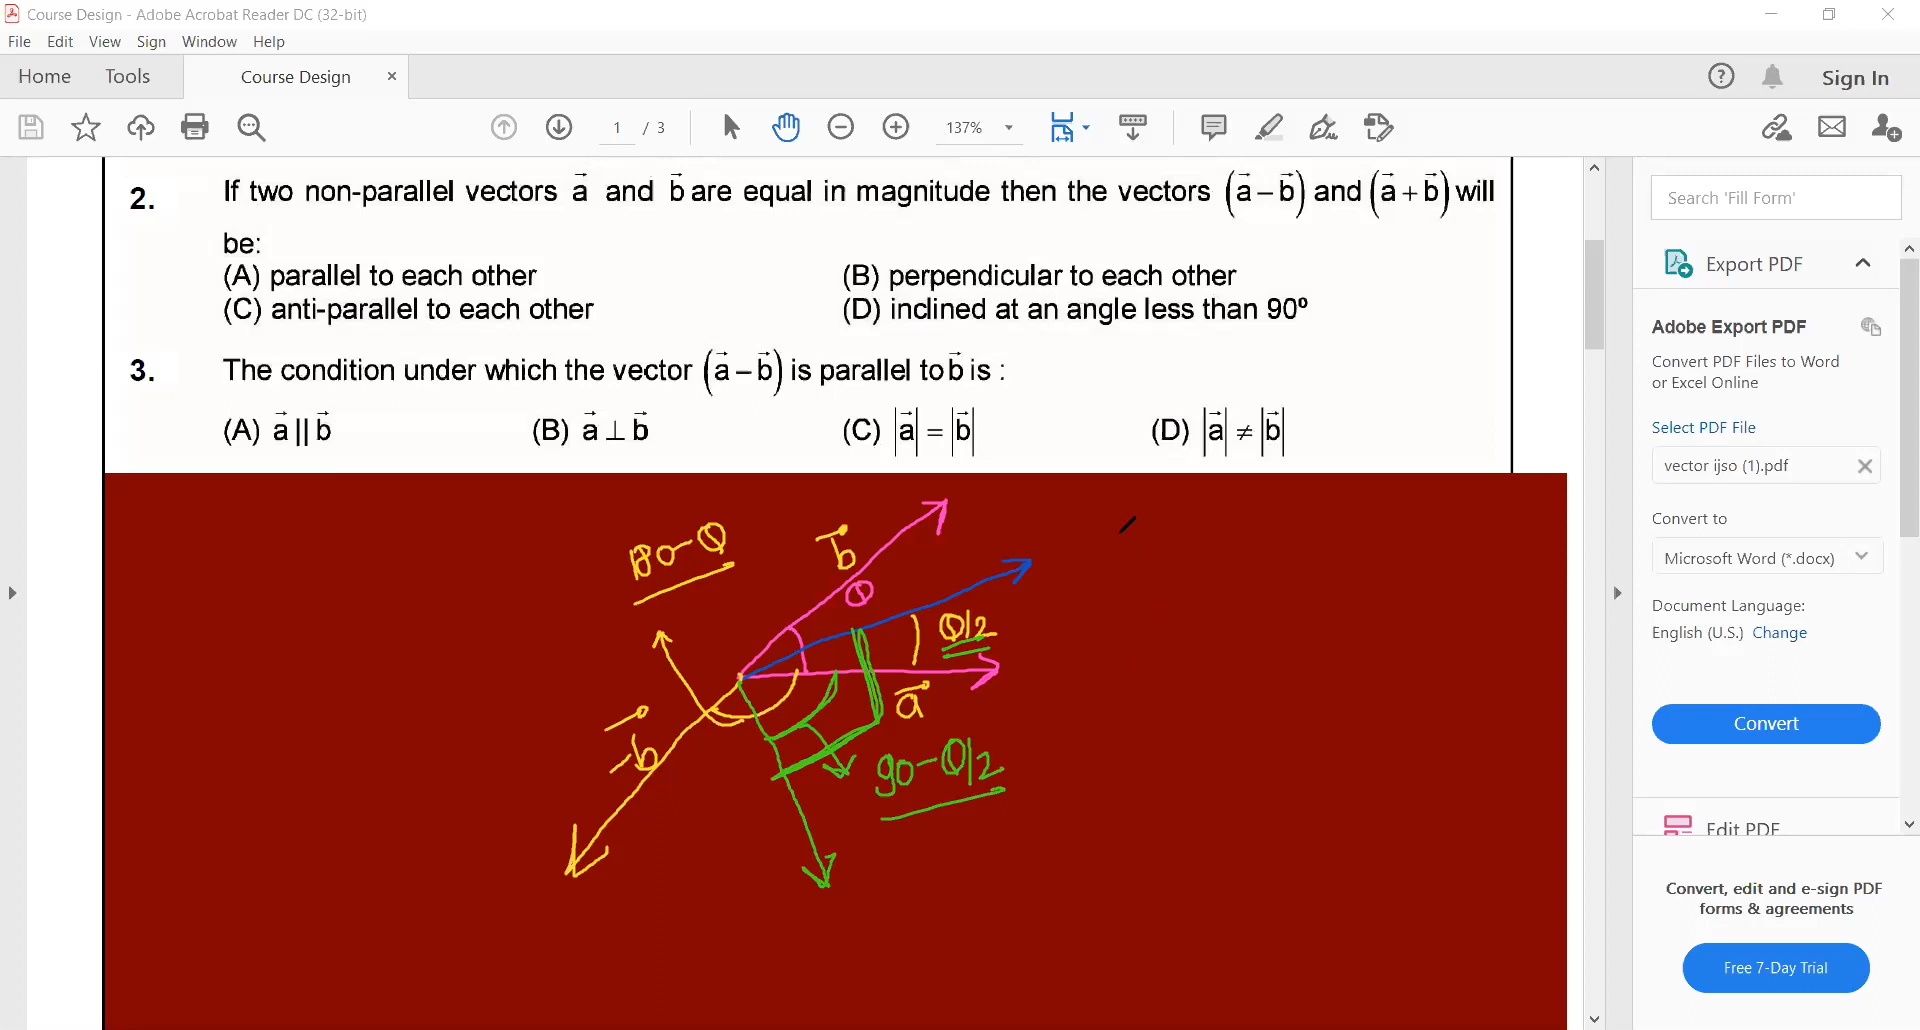 Course Design - Adobe Acrobat Reader DC (32-bit)
File Edit View Sign Window Help
Home Tools Course Design × Sign In
1 / 3 137%
2. If two non-parallel vectors a⃗ and b⃗ are equal in magnitude then the vectors (a⃗ − b⃗) and (a⃗ + b⃗) will
be:
(A) parallel to each other (B) perpendicular to each other
(C) anti-parallel to each other (D) inclined at an angle less than 90º
3. The condition under which the vector (a⃗ − b⃗) is parallel to b⃗ is :
(A) a⃗ || b⃗ (B) a⃗ ⊥ b⃗ (C) |a⃗| = |b⃗| (D) |a⃗| ≠ |b⃗|
180-θ
b⃗
θ
θ/2
a⃗
-b⃗
90-θ/2
Search 'Fill Form'
Export PDF
Adobe Export PDF
Convert PDF Files to Word
or Excel Online
Select PDF File
vector ijso (1).pdf
Convert to
Microsoft Word (*.docx)
Document Language:
English (U.S.) Change
Convert
Edit PDF
Convert, edit and e-sign PDF
forms & agreements
Free 7-Day Trial